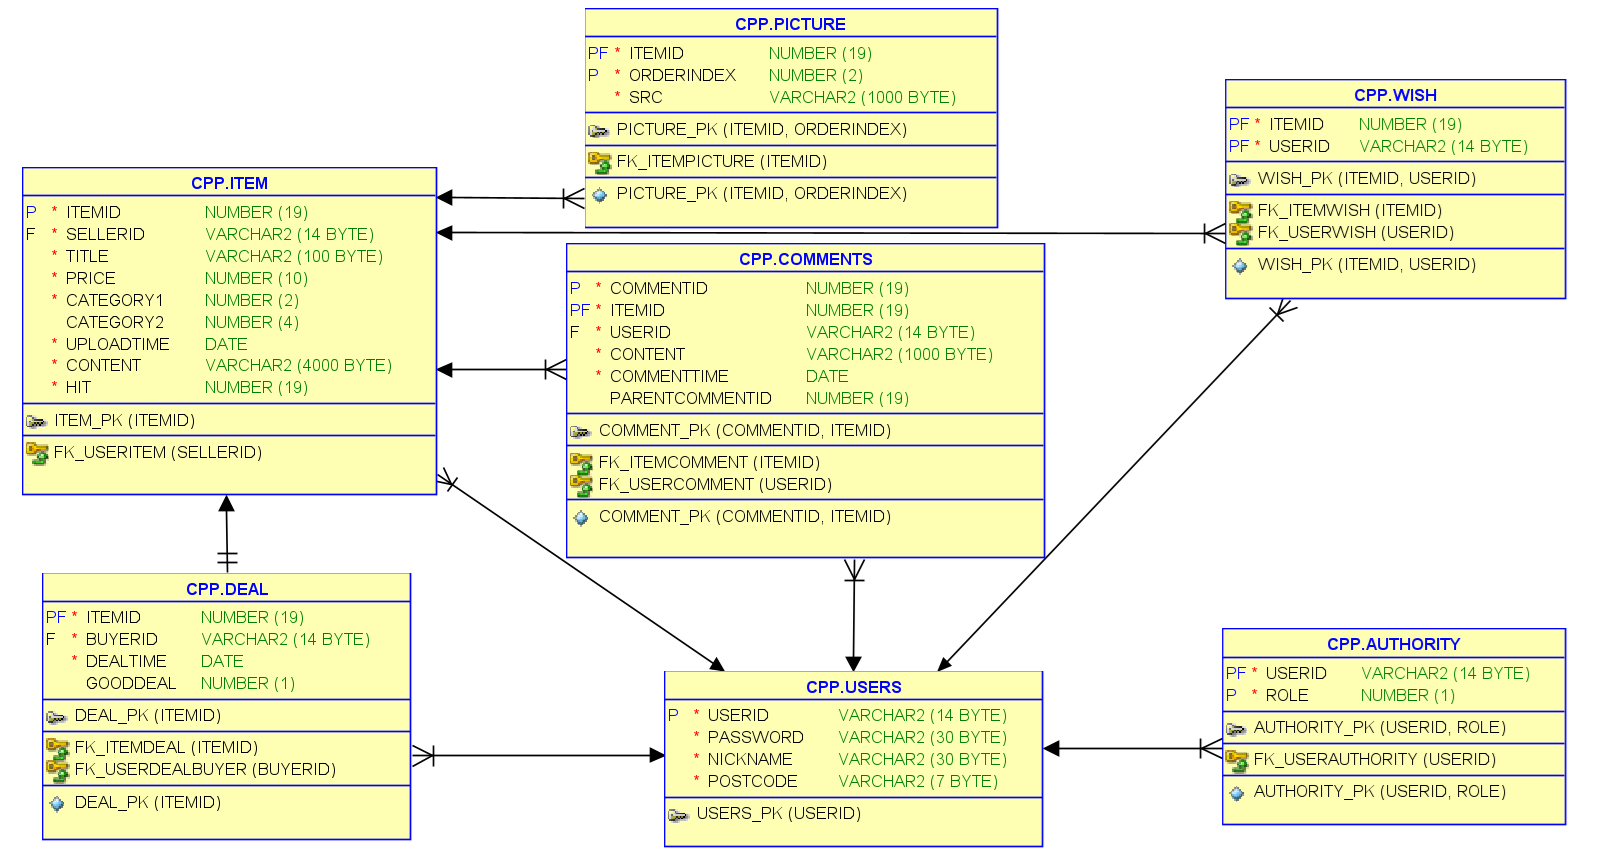 CPP.PICTURE
PF * ITEMID NUMBER (19)
P * ORDERINDEX NUMBER (2)
* SRC VARCHAR2 (1000 BYTE)
PICTURE_PK (ITEMID, ORDERINDEX)
FK_ITEMPICTURE (ITEMID)
PICTURE_PK (ITEMID, ORDERINDEX)
CPP.WISH
PF * ITEMID NUMBER (19)
PF * USERID VARCHAR2 (14 BYTE)
WISH_PK (ITEMID, USERID)
FK_ITEMWISH (ITEMID)
FK_USERWISH (USERID)
WISH_PK (ITEMID, USERID)
CPP.ITEM
P * ITEMID NUMBER (19)
F * SELLERID VARCHAR2 (14 BYTE)
* TITLE VARCHAR2 (100 BYTE)
* PRICE NUMBER (10)
* CATEGORY1 NUMBER (2)
CATEGORY2 NUMBER (4)
* UPLOADTIME DATE
* CONTENT VARCHAR2 (4000 BYTE)
* HIT NUMBER (19)
ITEM_PK (ITEMID)
FK_USERITEM (SELLERID)
CPP.COMMENTS
P * COMMENTID NUMBER (19)
PF * ITEMID NUMBER (19)
F * USERID VARCHAR2 (14 BYTE)
* CONTENT VARCHAR2 (1000 BYTE)
* COMMENTTIME DATE
PARENTCOMMENTID NUMBER (19)
COMMENT_PK (COMMENTID, ITEMID)
FK_ITEMCOMMENT (ITEMID)
FK_USERCOMMENT (USERID)
COMMENT_PK (COMMENTID, ITEMID)
CPP.DEAL
PF * ITEMID NUMBER (19)
F * BUYERID VARCHAR2 (14 BYTE)
* DEALTIME DATE
GOODDEAL NUMBER (1)
DEAL_PK (ITEMID)
FK_ITEMDEAL (ITEMID)
FK_USERDEALBUYER (BUYERID)
DEAL_PK (ITEMID)
CPP.USERS
P * USERID VARCHAR2 (14 BYTE)
* PASSWORD VARCHAR2 (30 BYTE)
* NICKNAME VARCHAR2 (30 BYTE)
* POSTCODE VARCHAR2 (7 BYTE)
USERS_PK (USERID)
CPP.AUTHORITY
PF * USERID VARCHAR2 (14 BYTE)
P * ROLE NUMBER (1)
AUTHORITY_PK (USERID, ROLE)
FK_USERAUTHORITY (USERID)
AUTHORITY_PK (USERID, ROLE)